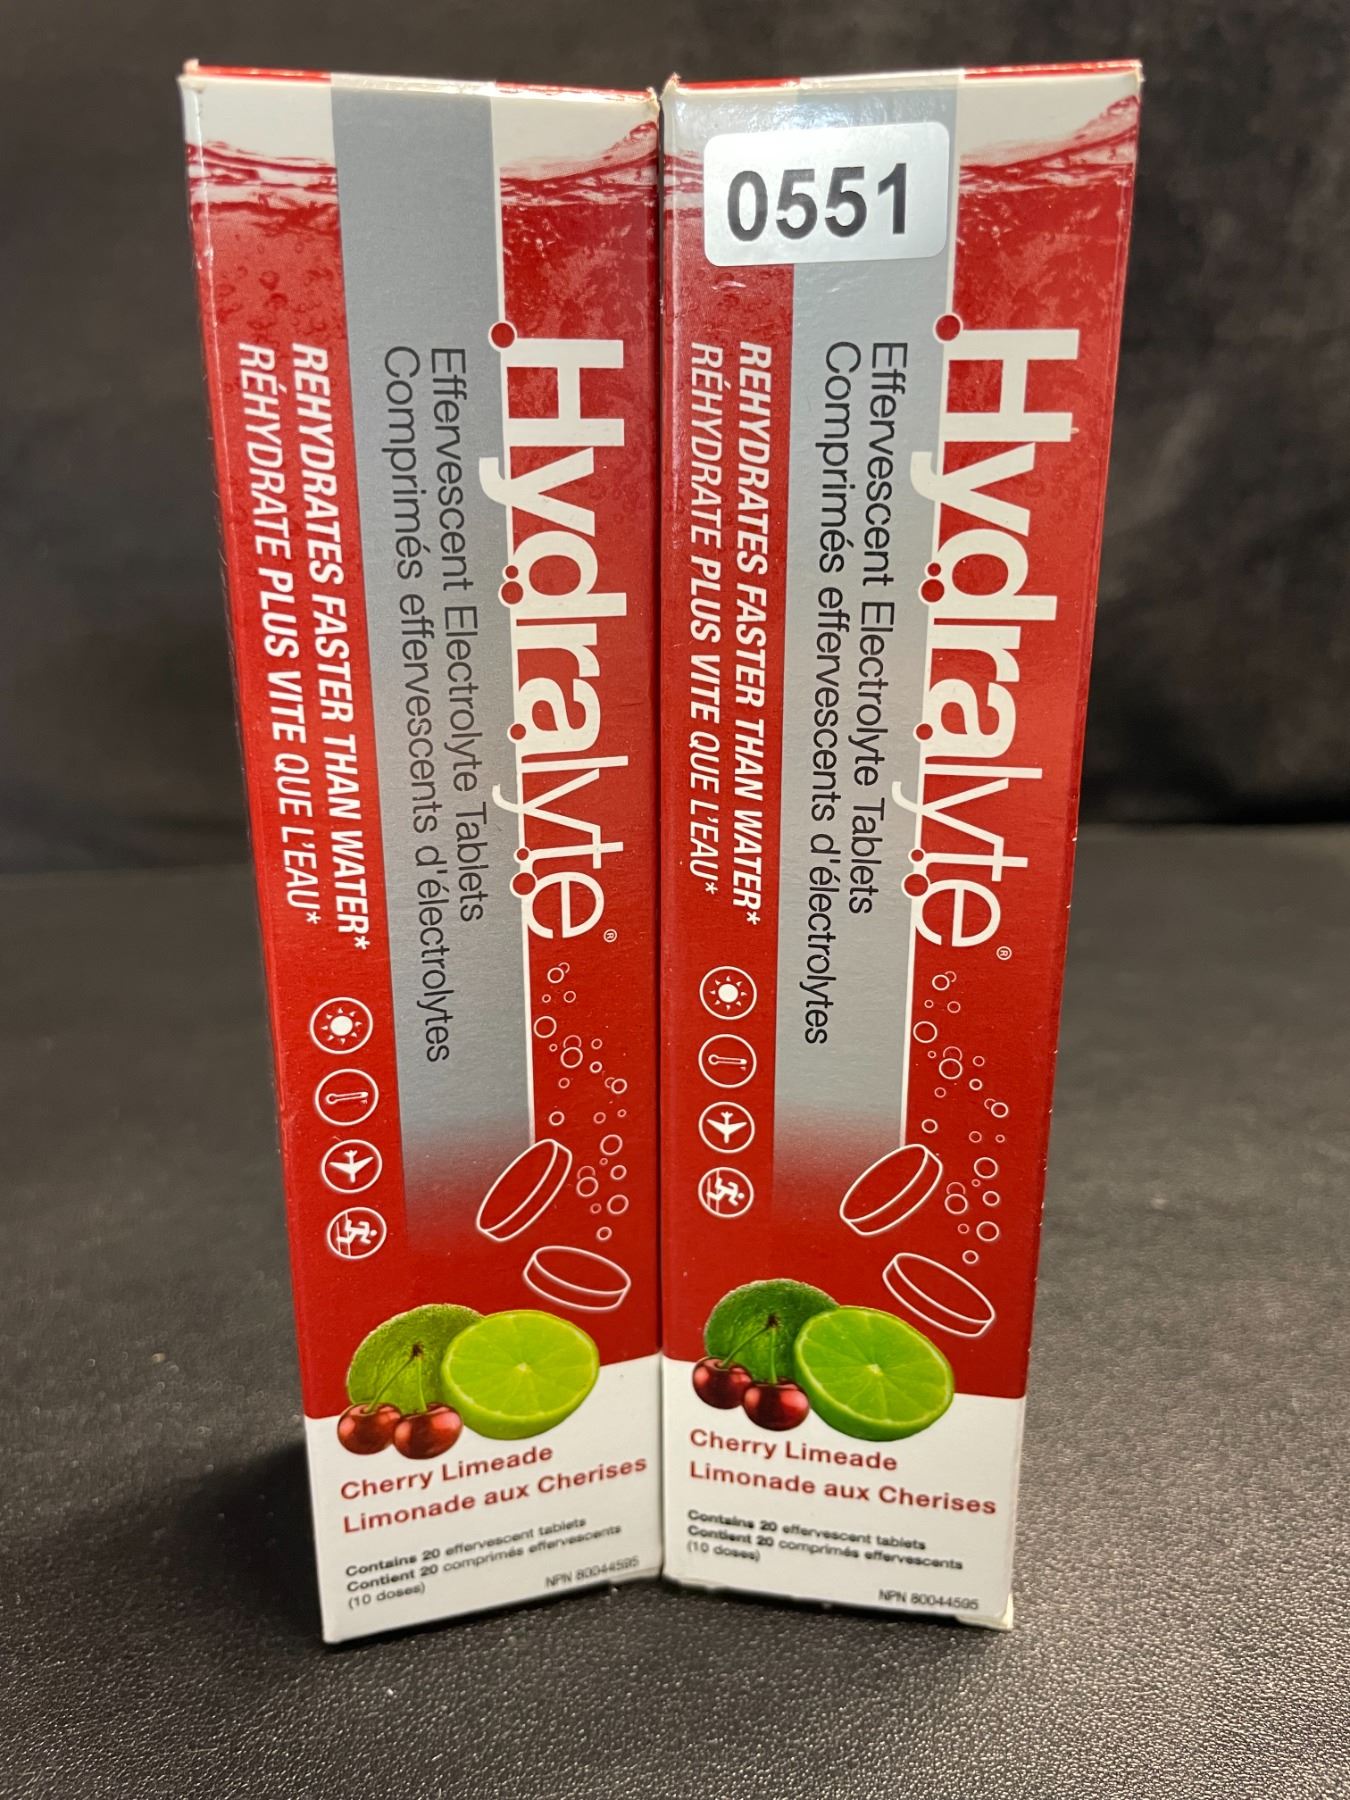 Hydralyte®
Effervescent Electrolyte Tablets
Comprimés effervescents d'électrolytes
REHYDRATES FASTER THAN WATER*
RÉHYDRATE PLUS VITE QUE L'EAU*
Cherry Limeade
Limonade aux Cherises
Contains 20 effervescent tablets
Contient 20 comprimés effervescents
(10 doses)
NPN 80044595
0551
Hydralyte®
Effervescent Electrolyte Tablets
Comprimés effervescents d'électrolytes
REHYDRATES FASTER THAN WATER*
RÉHYDRATE PLUS VITE QUE L'EAU*
Cherry Limeade
Limonade aux Cherises
Contains 20 effervescent tablets
Contient 20 comprimés effervescents
(10 doses)
NPN 80044595